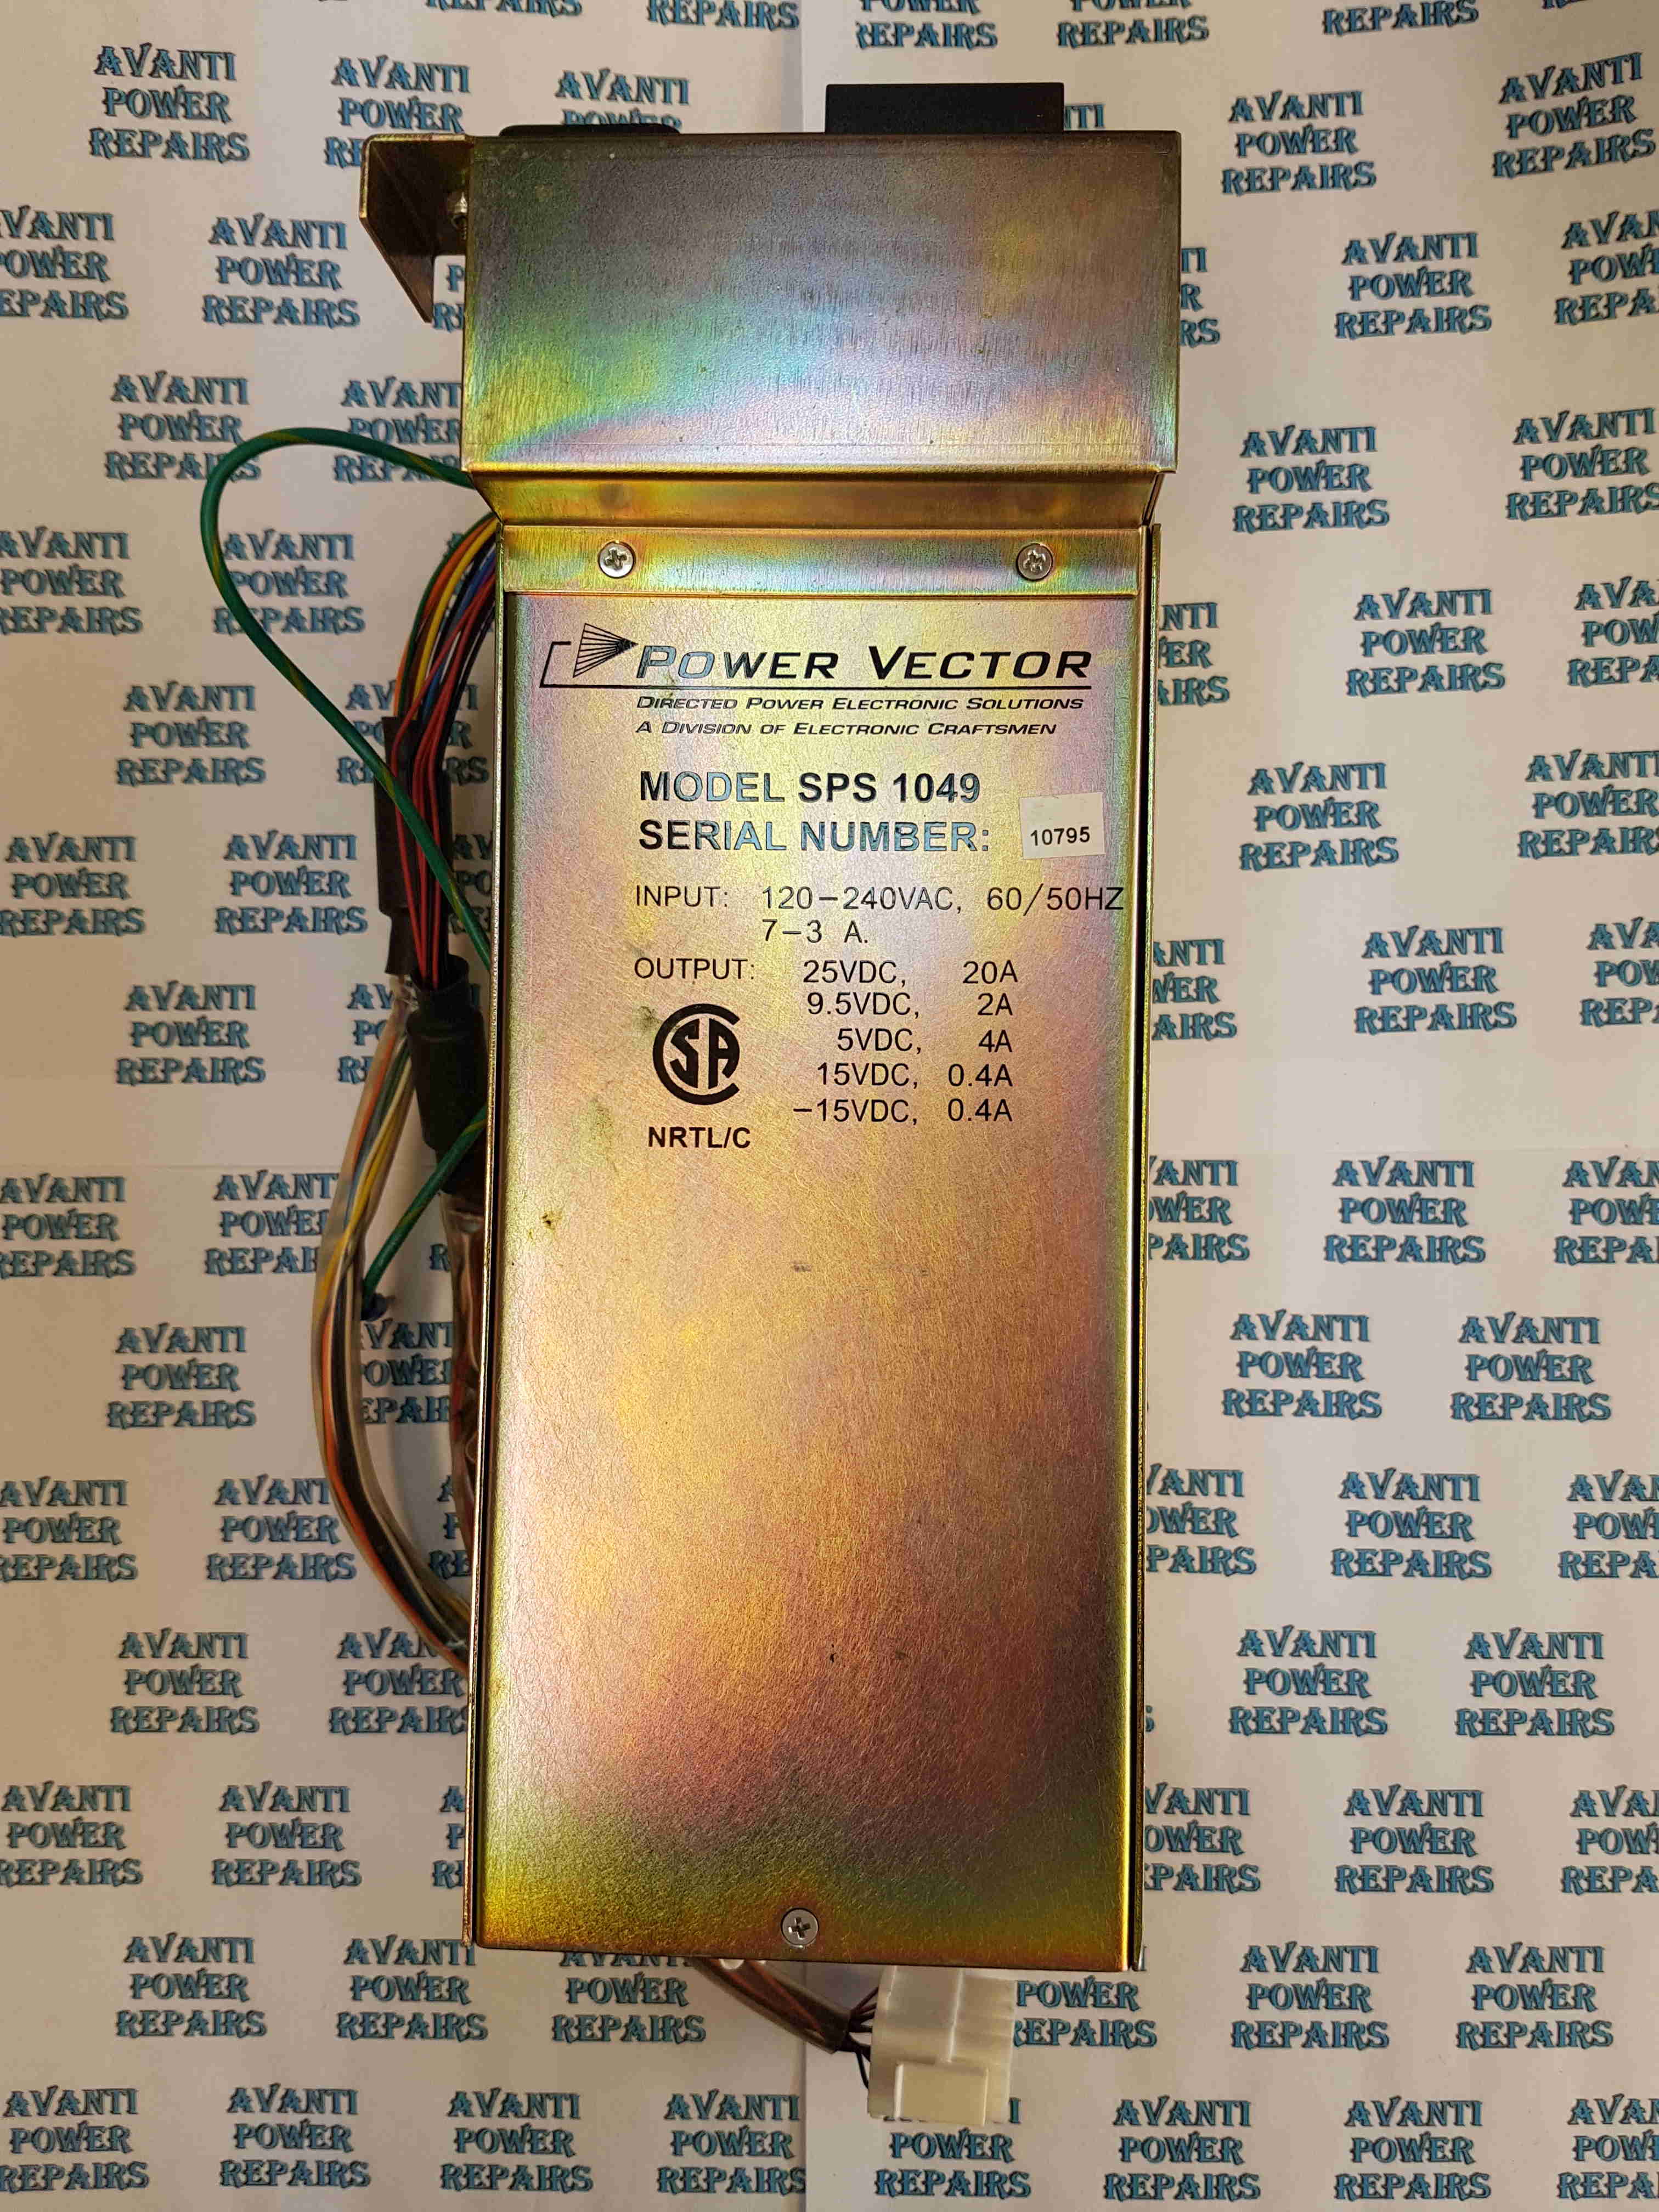 AVANTI
POWER
REPAIRS
POWER VECTOR
DIRECTED POWER ELECTRONIC SOLUTIONS
A DIVISION OF ELECTRONIC CRAFTSMEN
MODEL SPS 1049
SERIAL NUMBER: 10795
INPUT: 120-240VAC, 60/50HZ
7-3 A.
OUTPUT: 25VDC, 20A
9.5VDC, 2A
5VDC, 4A
15VDC, 0.4A
-15VDC, 0.4A
NRTL/C